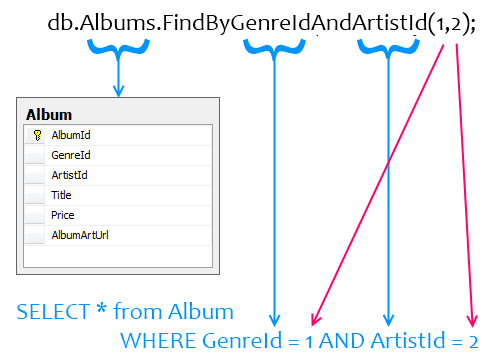 db.Albums.FindByGenreIdAndArtistId(1,2);
Album
AlbumId
GenreId
ArtistId
Title
Price
AlbumArtUrl
SELECT * from Album
WHERE GenreId = 1 AND ArtistId = 2